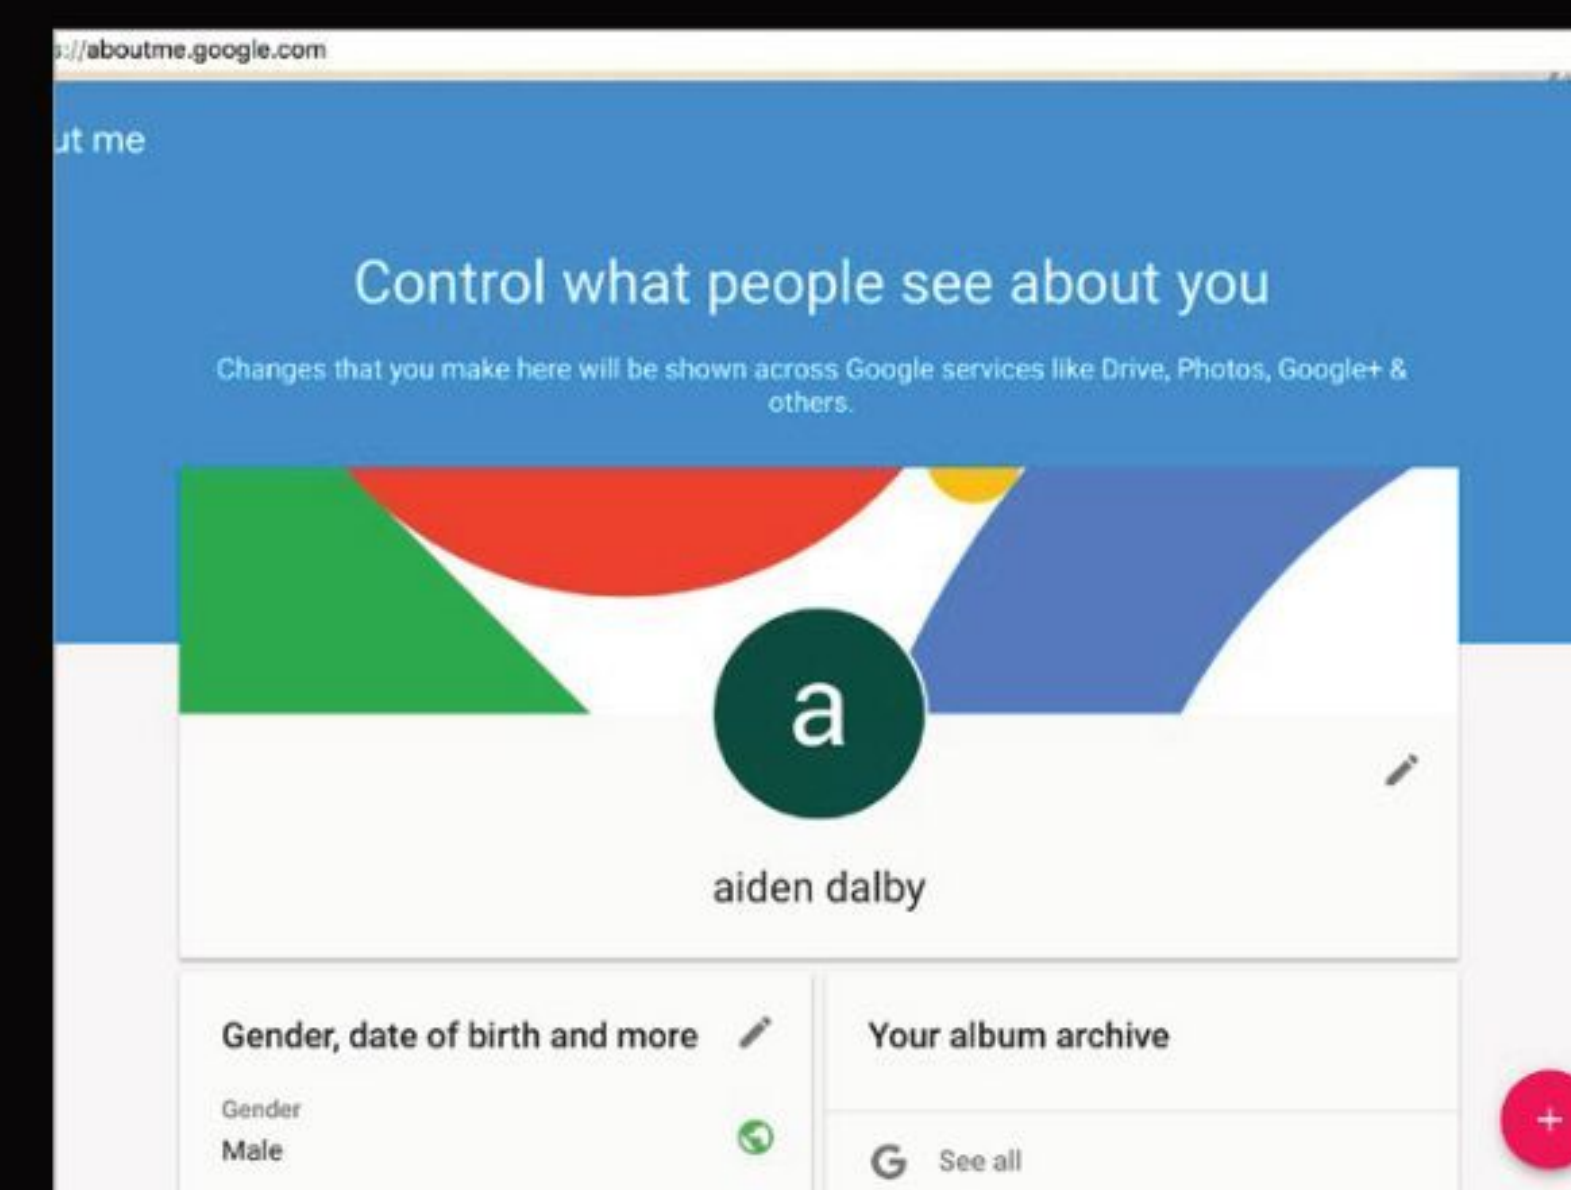 s://aboutme.google.com
ut me
Control what people see about you
Changes that you make here will be shown across Google services like Drive, Photos, Google+ &
others.
a
aiden dalby
Gender, date of birth and more
Gender
Male
Your album archive
G See all
+